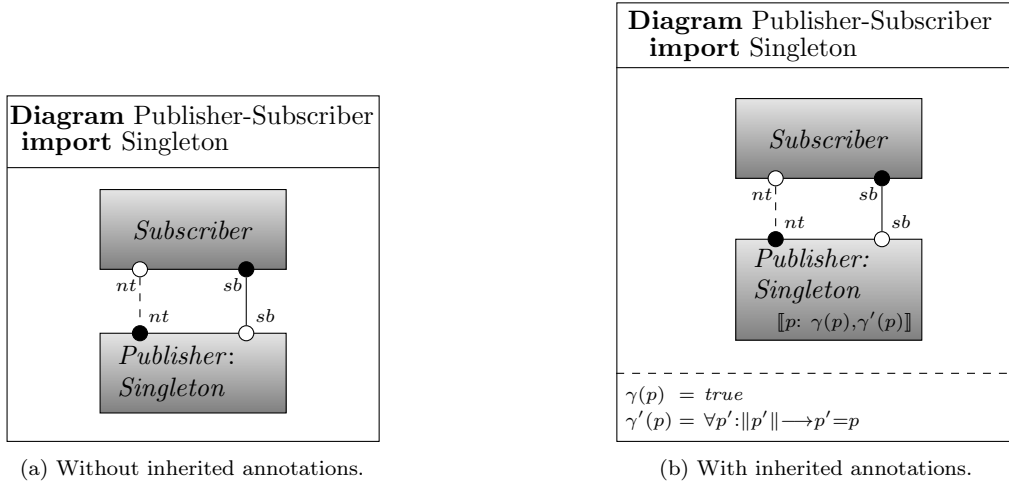 Diagram Publisher-Subscriber
import Singleton
Subscriber
nt
sb
nt
sb
Publisher:
Singleton
(a) Without inherited annotations.
Diagram Publisher-Subscriber
import Singleton
Subscriber
nt
sb
nt
sb
Publisher:
Singleton
⟦p: γ(p),γ′(p)⟧
γ(p) = true
γ′(p) = ∀p′:‖p′‖⟶p′=p
(b) With inherited annotations.